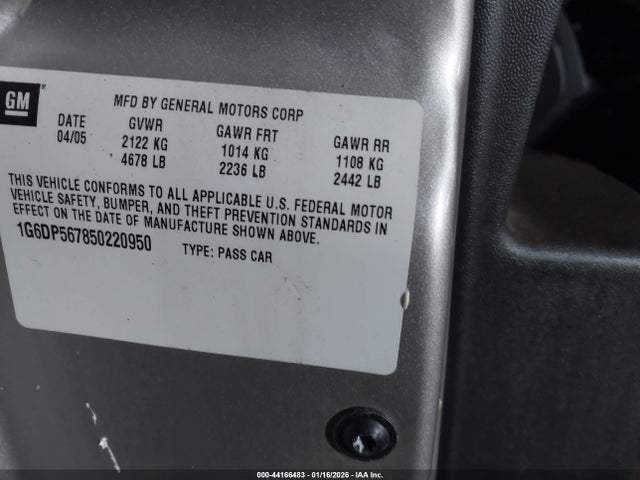 GM
MFD BY GENERAL MOTORS CORP
DATE GVWR GAWR FRT GAWR RR
04/05 2122 KG 1014 KG 1108 KG
4678 LB 2236 LB 2442 LB
THIS VEHICLE CONFORMS TO ALL APPLICABLE U.S. FEDERAL MOTOR
VEHICLE SAFETY, BUMPER, AND THEFT PREVENTION STANDARDS IN
EFFECT ON THE DATE OF MANUFACTURE SHOWN ABOVE.
1G6DP567850220950 TYPE: PASS CAR
000-44166483 - 01/16/2026 - IAA Inc.